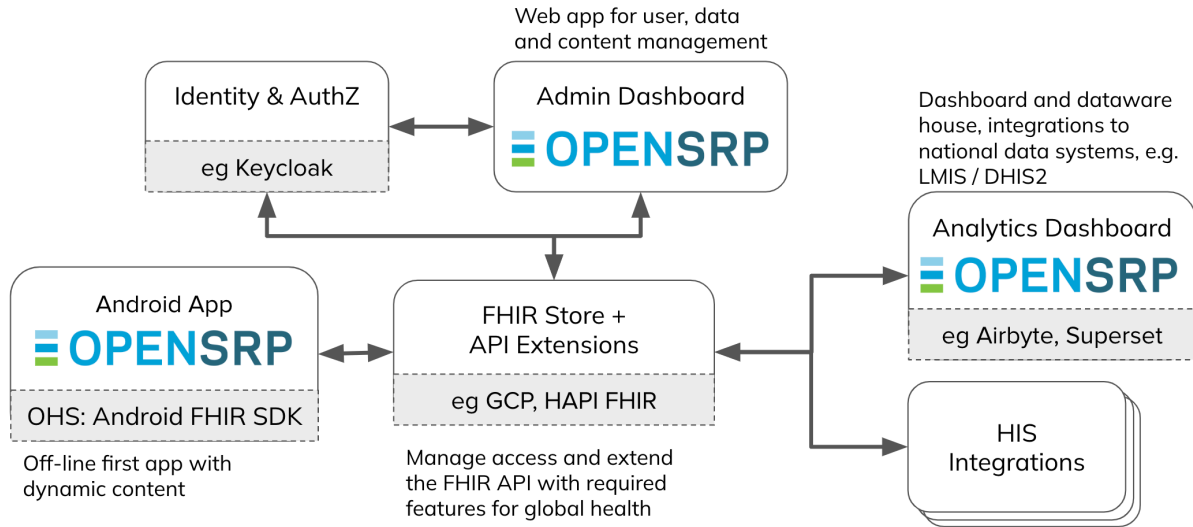 Web app for user, data
and content management
Identity & AuthZ
eg Keycloak
Admin Dashboard
OPENSRP
Dashboard and dataware
house, integrations to
national data systems, e.g.
LMIS / DHIS2
Analytics Dashboard
OPENSRP
eg Airbyte, Superset
Android App
OPENSRP
OHS: Android FHIR SDK
Off-line first app with
dynamic content
FHIR Store +
API Extensions
eg GCP, HAPI FHIR
Manage access and extend
the FHIR API with required
features for global health
HIS
Integrations